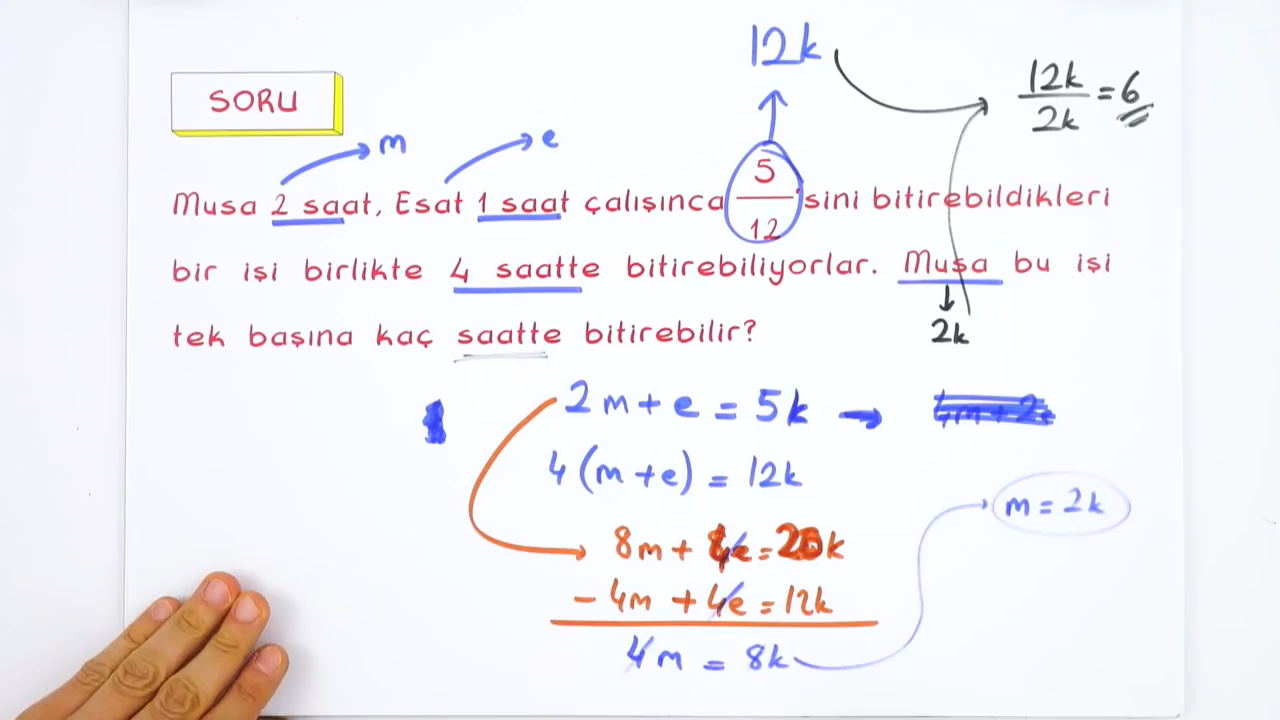 12k
12k / 2k = 6
SORU
m
e
Musa 2 saat, Esat 1 saat çalışınca 5/12 'sini bitirebildikleri
bir işi birlikte 4 saatte bitirebiliyorlar. Musa bu işi
tek başına kaç saatte bitirebilir?
2k
2m + e = 5k → 4m + 2e
4(m + e) = 12k
m = 2k
8m + 4e = 20k
- 4m + 4e = 12k
4m = 8k